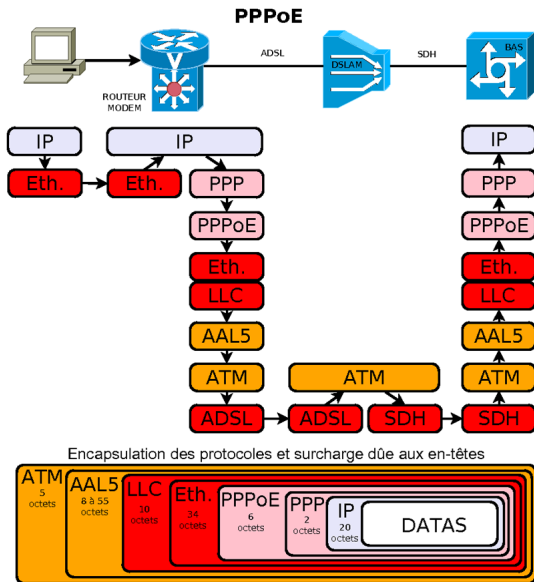 PPPoE
ADSL
SDH
DSLAM
BAS
ROUTEUR
MODEM
IP
IP
IP
Eth.
Eth.
PPP
PPP
PPPoE
PPPoE
Eth.
Eth.
LLC
LLC
AAL5
AAL5
ATM
ATM
ATM
ADSL
ADSL
SDH
SDH
Encapsulation des protocoles et surcharge dûe aux en-têtes
ATM
5
octets
AAL5
8 à 55
octets
LLC
10
octets
Eth.
34
octets
PPPoE
6
octets
PPP
2
octets
IP
20
octets
DATAS